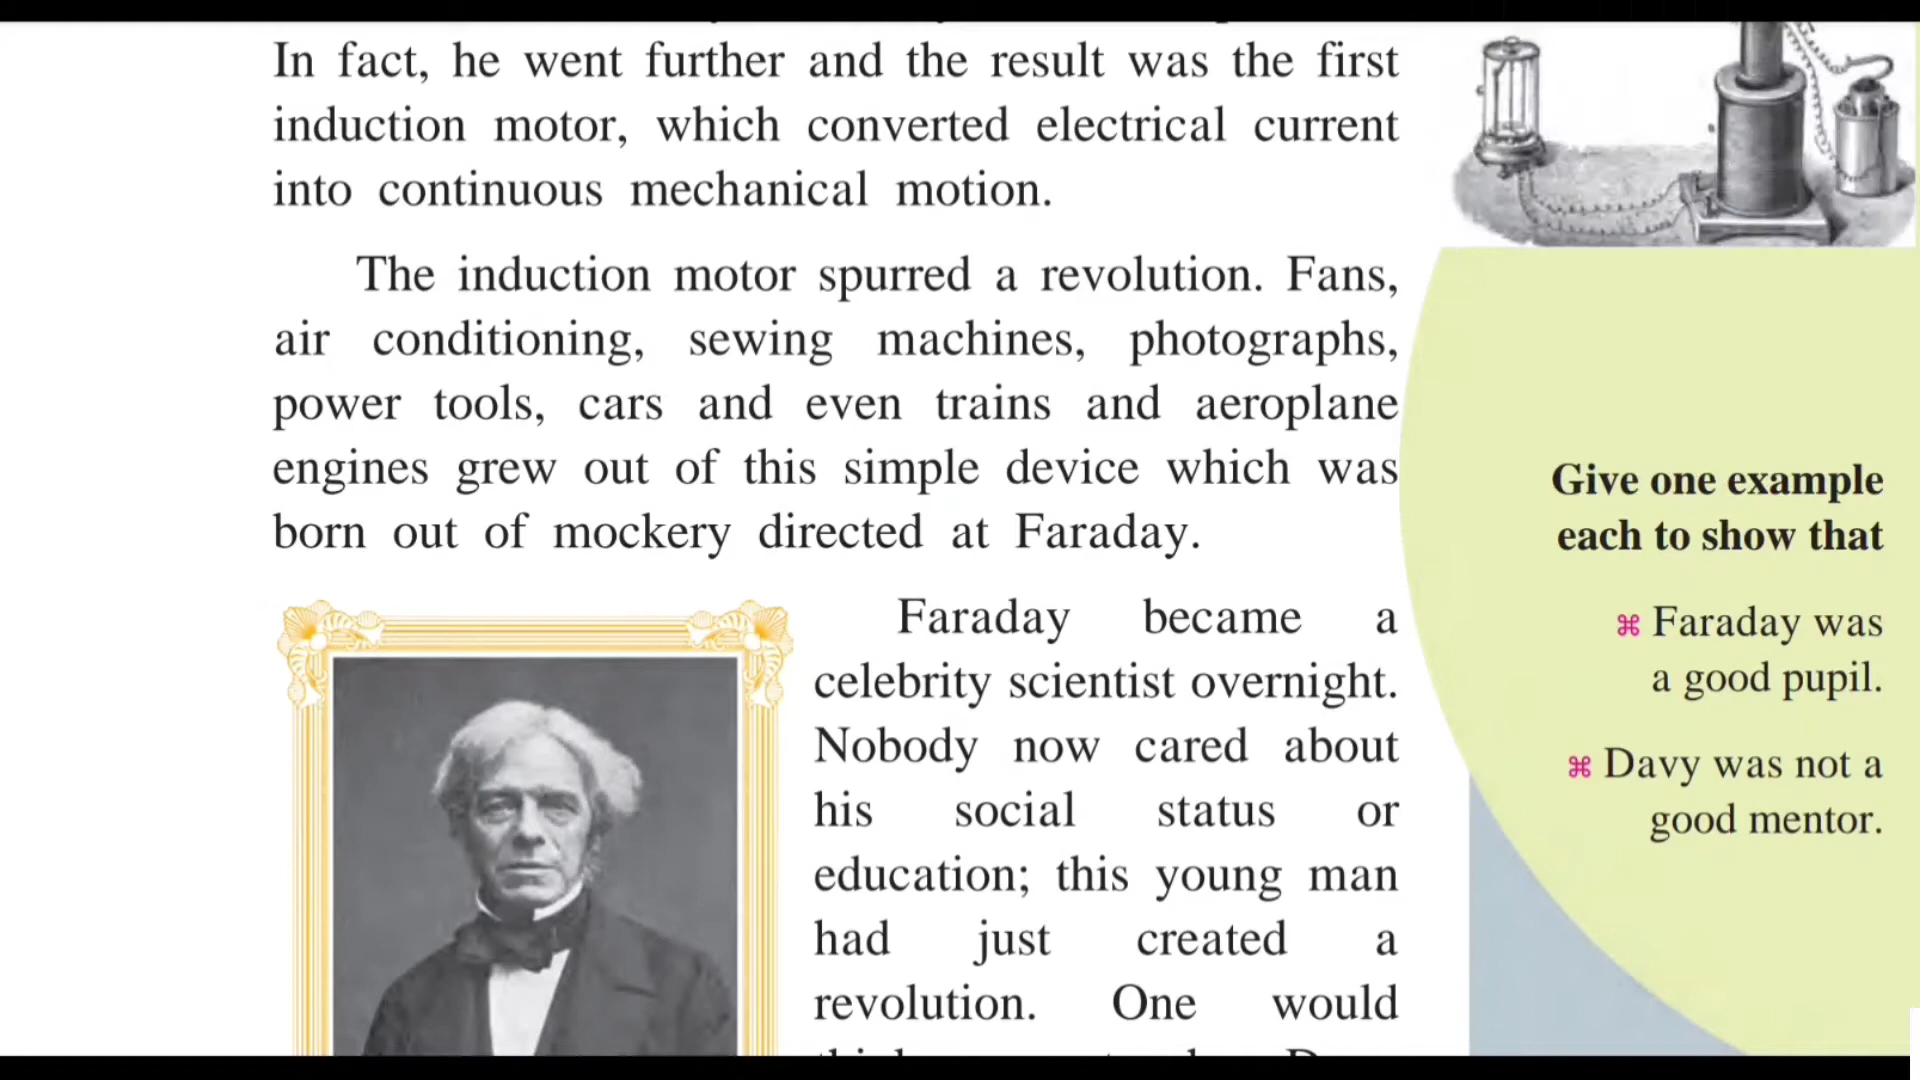 In fact, he went further and the result was the first
induction motor, which converted electrical current
into continuous mechanical motion.
The induction motor spurred a revolution. Fans,
air conditioning, sewing machines, photographs,
power tools, cars and even trains and aeroplane
engines grew out of this simple device which was
born out of mockery directed at Faraday.
Faraday became a
celebrity scientist overnight.
Nobody now cared about
his social status or
education; this young man
had just created a
revolution. One would
Give one example
each to show that
⌘ Faraday was
a good pupil.
⌘ Davy was not a
good mentor.